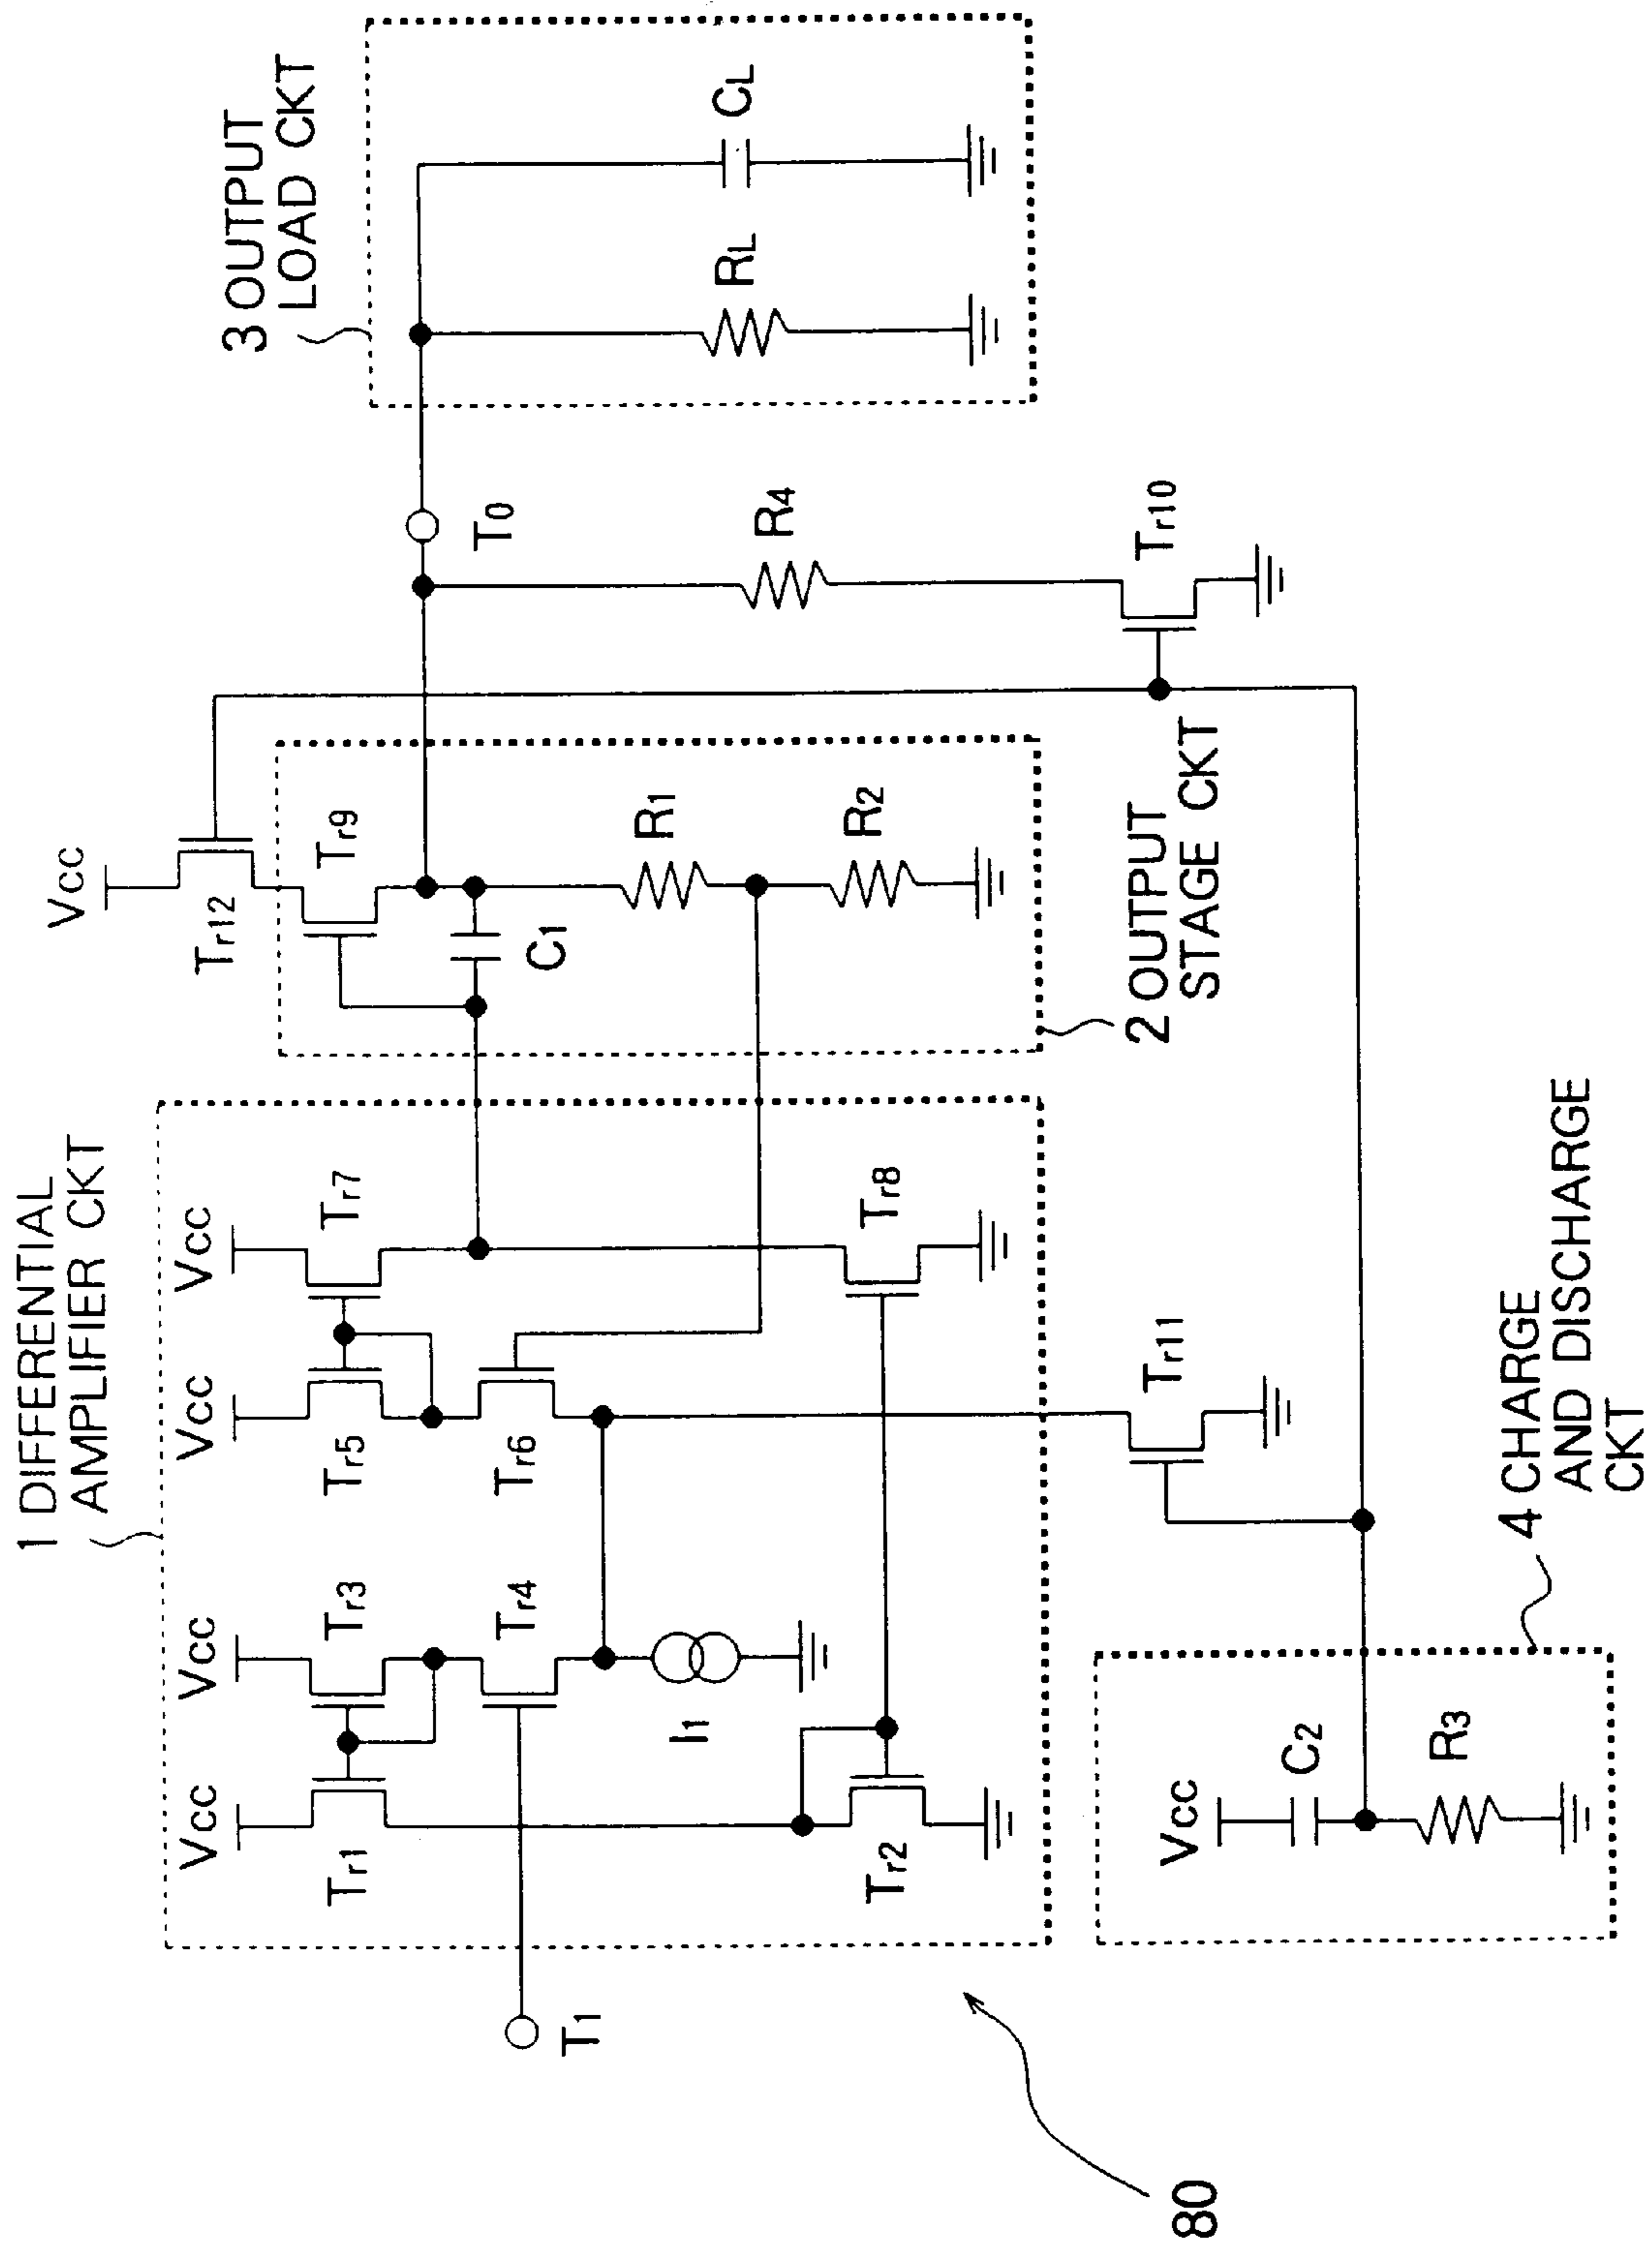 1 DIFFERENTIAL
AMPLIFIER CKT
Vcc
Vcc
Vcc
Vcc
Tr1
Tr3
Tr5
Tr7
Tr4
Tr6
T1
I1
Tr2
Tr8
Vcc
Tr12
Tr9
C1
R1
R2
2 OUTPUT
STAGE CKT
T0
R4
Tr10
3 OUTPUT
LOAD CKT
RL
CL
Tr11
Vcc
C2
R3
4 CHARGE
AND DISCHARGE
CKT
80